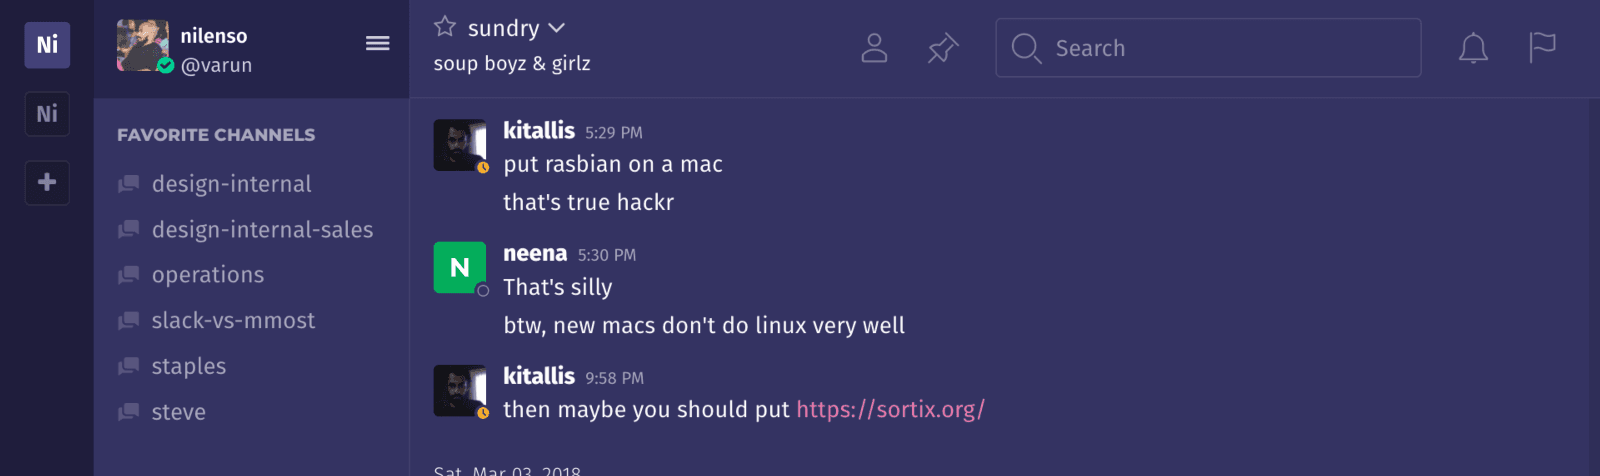 Ni
Ni
nilenso
@varun
FAVORITE CHANNELS
design-internal
design-internal-sales
operations
slack-vs-mmost
staples
steve
sundry
soup boyz & girlz
Search
kitallis 5:29 PM
put rasbian on a mac
that's true hackr
N
neena 5:30 PM
That's silly
btw, new macs don't do linux very well
kitallis 9:58 PM
then maybe you should put https://sortix.org/
Sat, Mar 03, 2018